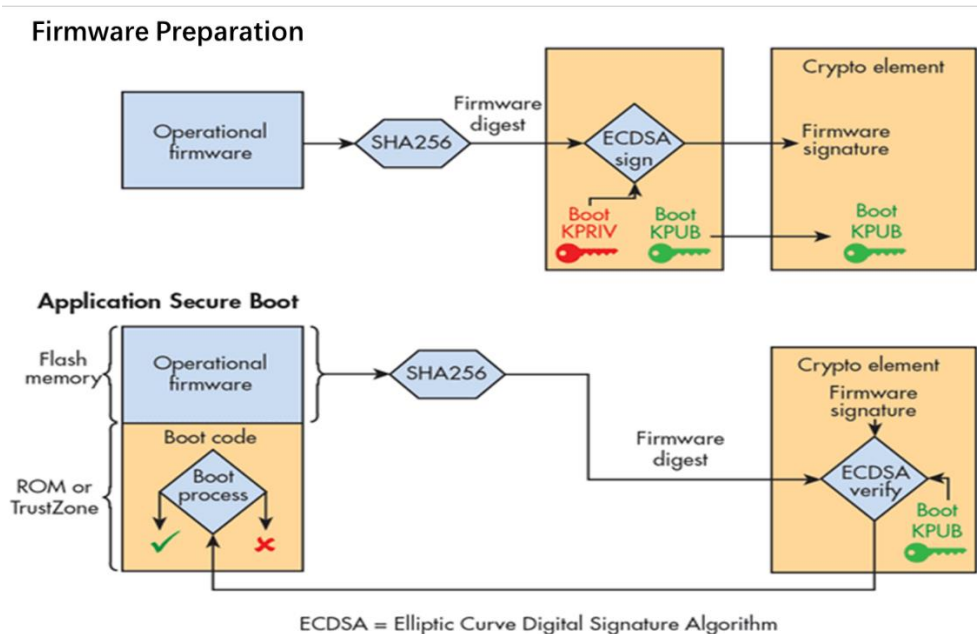 Firmware Preparation
Operational
firmware
SHA256
Firmware
digest
ECDSA
sign
Boot
KPRIV
Boot
KPUB
Crypto element
Firmware
signature
Boot
KPUB
Application Secure Boot
Flash
memory
Operational
firmware
ROM or
TrustZone
Boot code
Boot
process
SHA256
Firmware
digest
Crypto element
Firmware
signature
ECDSA
verify
Boot
KPUB
ECDSA = Elliptic Curve Digital Signature Algorithm